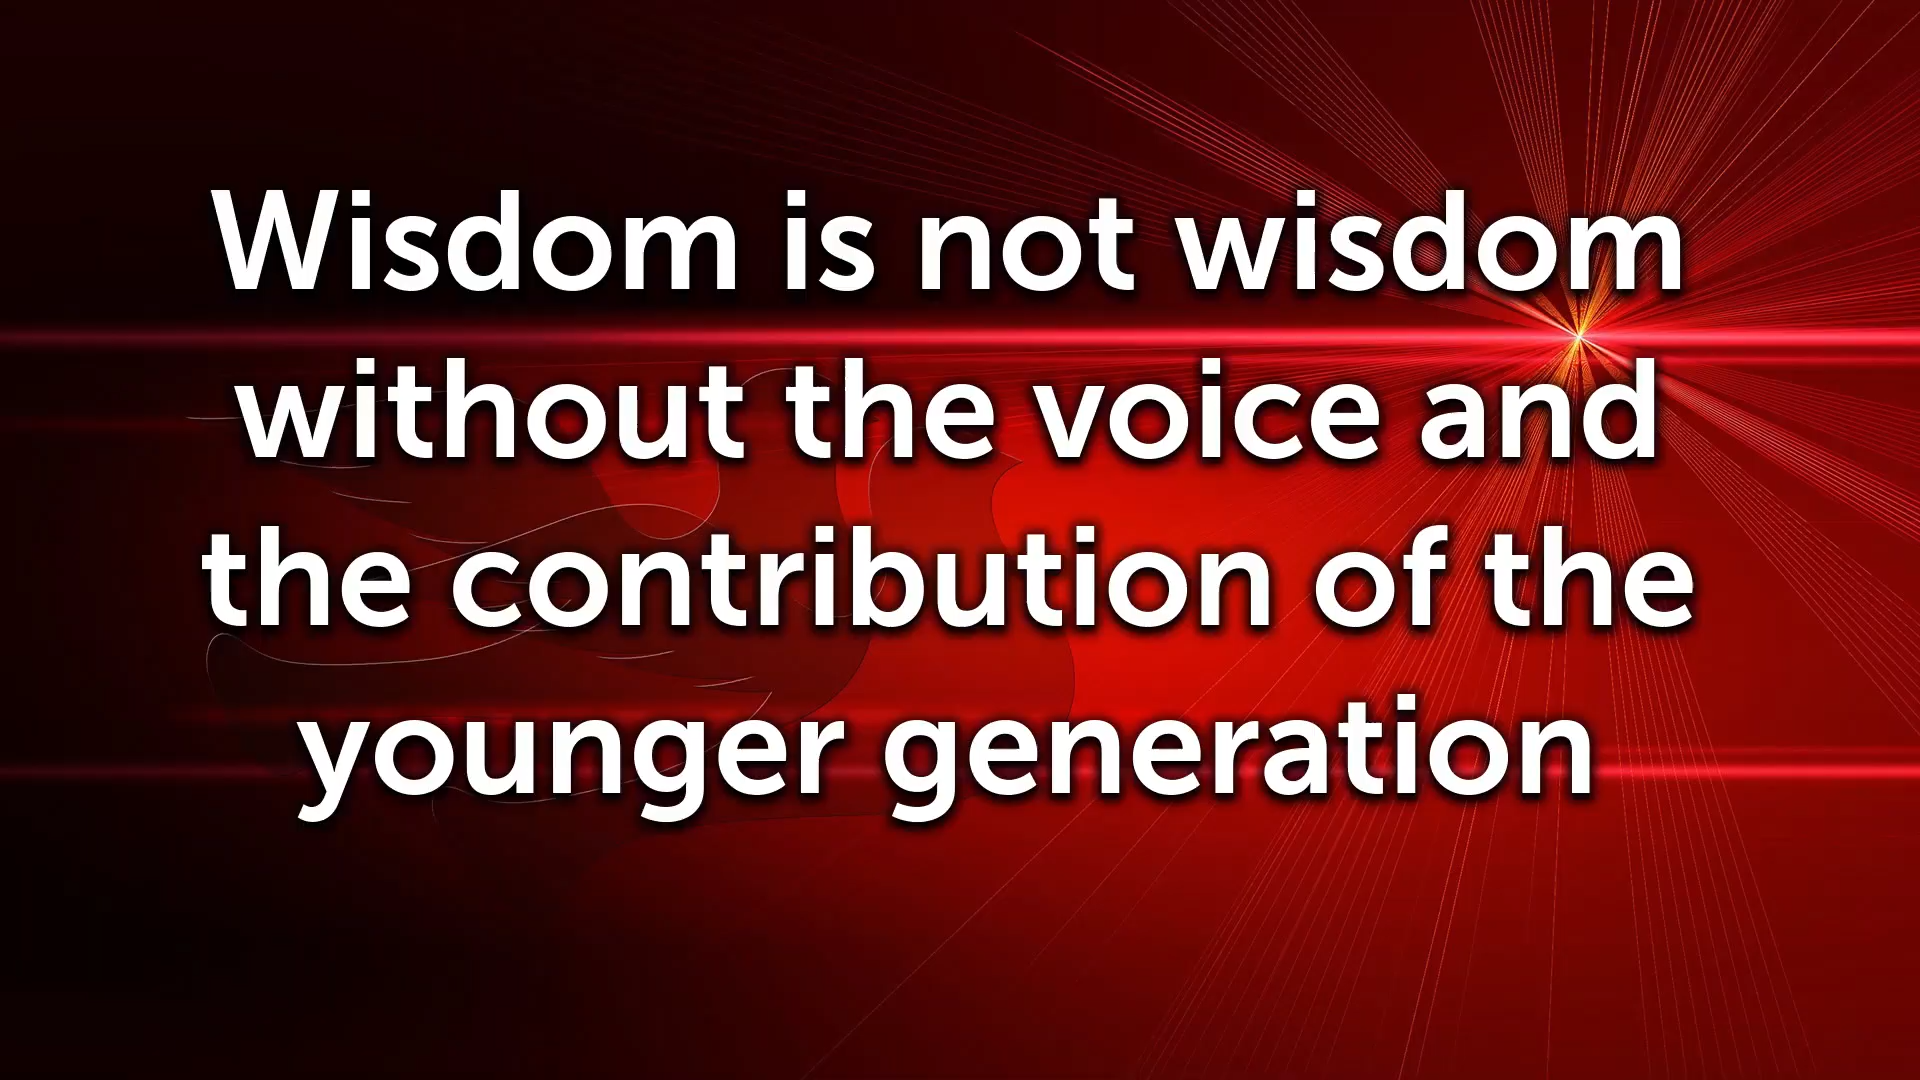 Wisdom is not wisdom
without the voice and
the contribution of the
younger generation